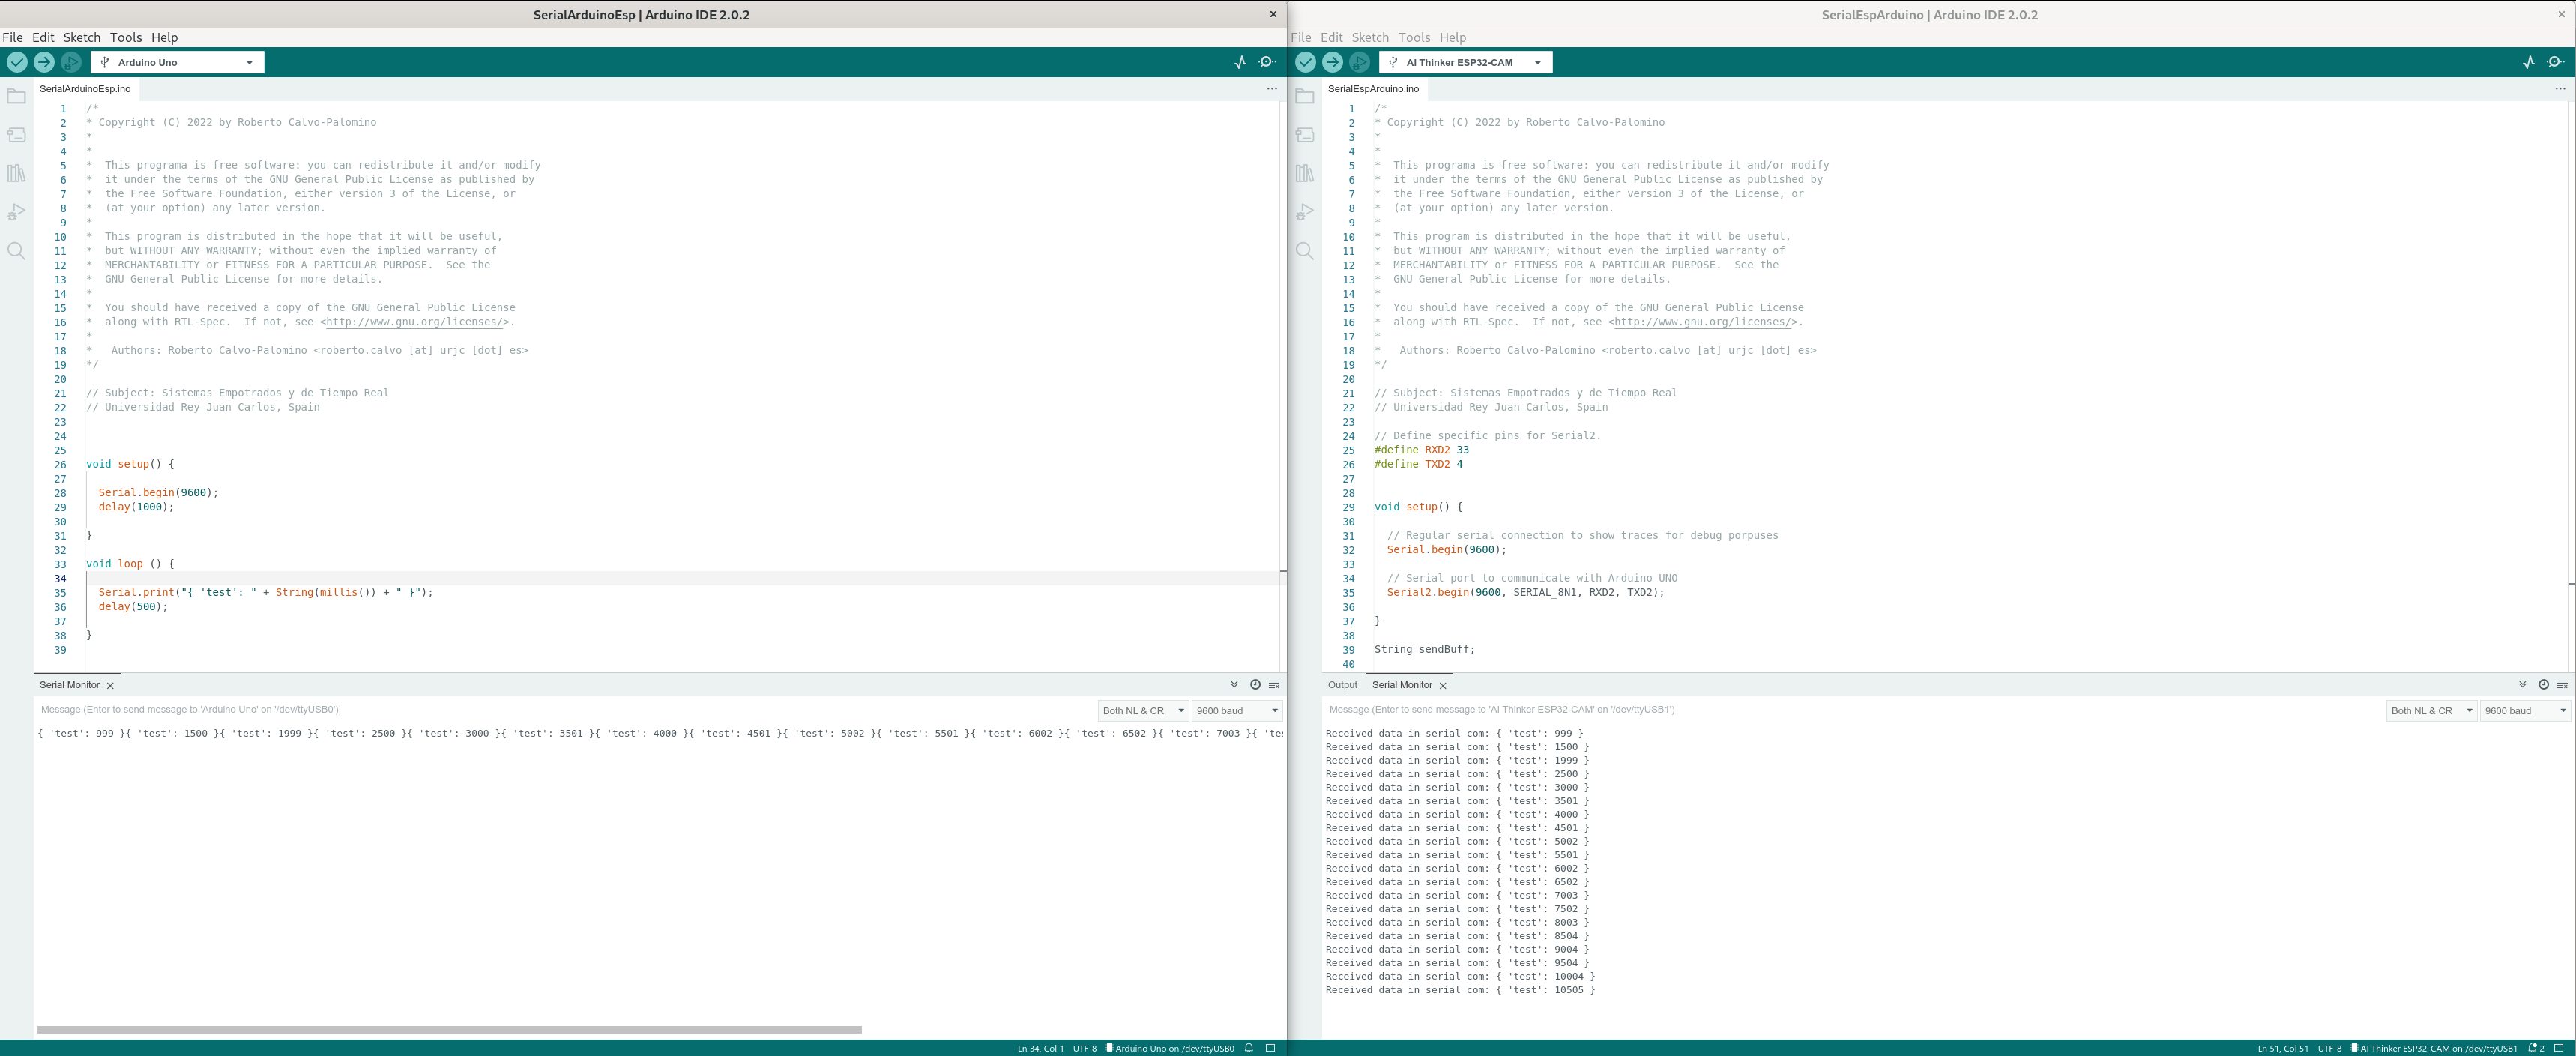 SerialArduinoEsp | Arduino IDE 2.0.2
File Edit Sketch Tools Help
Arduino Uno
SerialArduinoEsp.ino
1 /*
2 * Copyright (C) 2022 by Roberto Calvo-Palomino
3 *
4 *
5 *  This programa is free software: you can redistribute it and/or modify
6 *  it under the terms of the GNU General Public License as published by
7 *  the Free Software Foundation, either version 3 of the License, or
8 *  (at your option) any later version.
9 *
10 *  This program is distributed in the hope that it will be useful,
11 *  but WITHOUT ANY WARRANTY; without even the implied warranty of
12 *  MERCHANTABILITY or FITNESS FOR A PARTICULAR PURPOSE.  See the
13 *  GNU General Public License for more details.
14 *
15 *  You should have received a copy of the GNU General Public License
16 *  along with RTL-Spec.  If not, see <http://www.gnu.org/licenses/>.
17 *
18 *   Authors: Roberto Calvo-Palomino <roberto.calvo [at] urjc [dot] es>
19 */
20
21 // Subject: Sistemas Empotrados y de Tiempo Real
22 // Universidad Rey Juan Carlos, Spain
23
24
25
26 void setup() {
27
28   Serial.begin(9600);
29   delay(1000);
30
31 }
32
33 void loop () {
34
35   Serial.print("{ 'test': " + String(millis()) + " }");
36   delay(500);
37
38 }
39
Serial Monitor
Message (Enter to send message to 'Arduino Uno' on '/dev/ttyUSB0')
Both NL & CR
9600 baud
{ 'test': 999 }{ 'test': 1500 }{ 'test': 1999 }{ 'test': 2500 }{ 'test': 3000 }{ 'test': 3501 }{ 'test': 4000 }{ 'test': 4501 }{ 'test': 5002 }{ 'test': 5501 }{ 'test': 6002 }{ 'test': 6502 }{ 'test': 7003 }{ 'tes
Ln 34, Col 1 UTF-8 Arduino Uno on /dev/ttyUSB0
SerialEspArduino | Arduino IDE 2.0.2
File Edit Sketch Tools Help
AI Thinker ESP32-CAM
SerialEspArduino.ino
1 /*
2 * Copyright (C) 2022 by Roberto Calvo-Palomino
3 *
4 *
5 *  This programa is free software: you can redistribute it and/or modify
6 *  it under the terms of the GNU General Public License as published by
7 *  the Free Software Foundation, either version 3 of the License, or
8 *  (at your option) any later version.
9 *
10 *  This program is distributed in the hope that it will be useful,
11 *  but WITHOUT ANY WARRANTY; without even the implied warranty of
12 *  MERCHANTABILITY or FITNESS FOR A PARTICULAR PURPOSE.  See the
13 *  GNU General Public License for more details.
14 *
15 *  You should have received a copy of the GNU General Public License
16 *  along with RTL-Spec.  If not, see <http://www.gnu.org/licenses/>.
17 *
18 *   Authors: Roberto Calvo-Palomino <roberto.calvo [at] urjc [dot] es>
19 */
20
21 // Subject: Sistemas Empotrados y de Tiempo Real
22 // Universidad Rey Juan Carlos, Spain
23
24 // Define specific pins for Serial2.
25 #define RXD2 33
26 #define TXD2 4
27
28
29 void setup() {
30
31   // Regular serial connection to show traces for debug porpuses
32   Serial.begin(9600);
33
34   // Serial port to communicate with Arduino UNO
35   Serial2.begin(9600, SERIAL_8N1, RXD2, TXD2);
36
37 }
38
39 String sendBuff;
40
Output Serial Monitor
Message (Enter to send message to 'AI Thinker ESP32-CAM' on '/dev/ttyUSB1')
Both NL & CR
9600 baud
Received data in serial com: { 'test': 999 }
Received data in serial com: { 'test': 1500 }
Received data in serial com: { 'test': 1999 }
Received data in serial com: { 'test': 2500 }
Received data in serial com: { 'test': 3000 }
Received data in serial com: { 'test': 3501 }
Received data in serial com: { 'test': 4000 }
Received data in serial com: { 'test': 4501 }
Received data in serial com: { 'test': 5002 }
Received data in serial com: { 'test': 5501 }
Received data in serial com: { 'test': 6002 }
Received data in serial com: { 'test': 6502 }
Received data in serial com: { 'test': 7003 }
Received data in serial com: { 'test': 7502 }
Received data in serial com: { 'test': 8003 }
Received data in serial com: { 'test': 8504 }
Received data in serial com: { 'test': 9004 }
Received data in serial com: { 'test': 9504 }
Received data in serial com: { 'test': 10004 }
Received data in serial com: { 'test': 10505 }
Ln 51, Col 51 UTF-8 AI Thinker ESP32-CAM on /dev/ttyUSB1 2